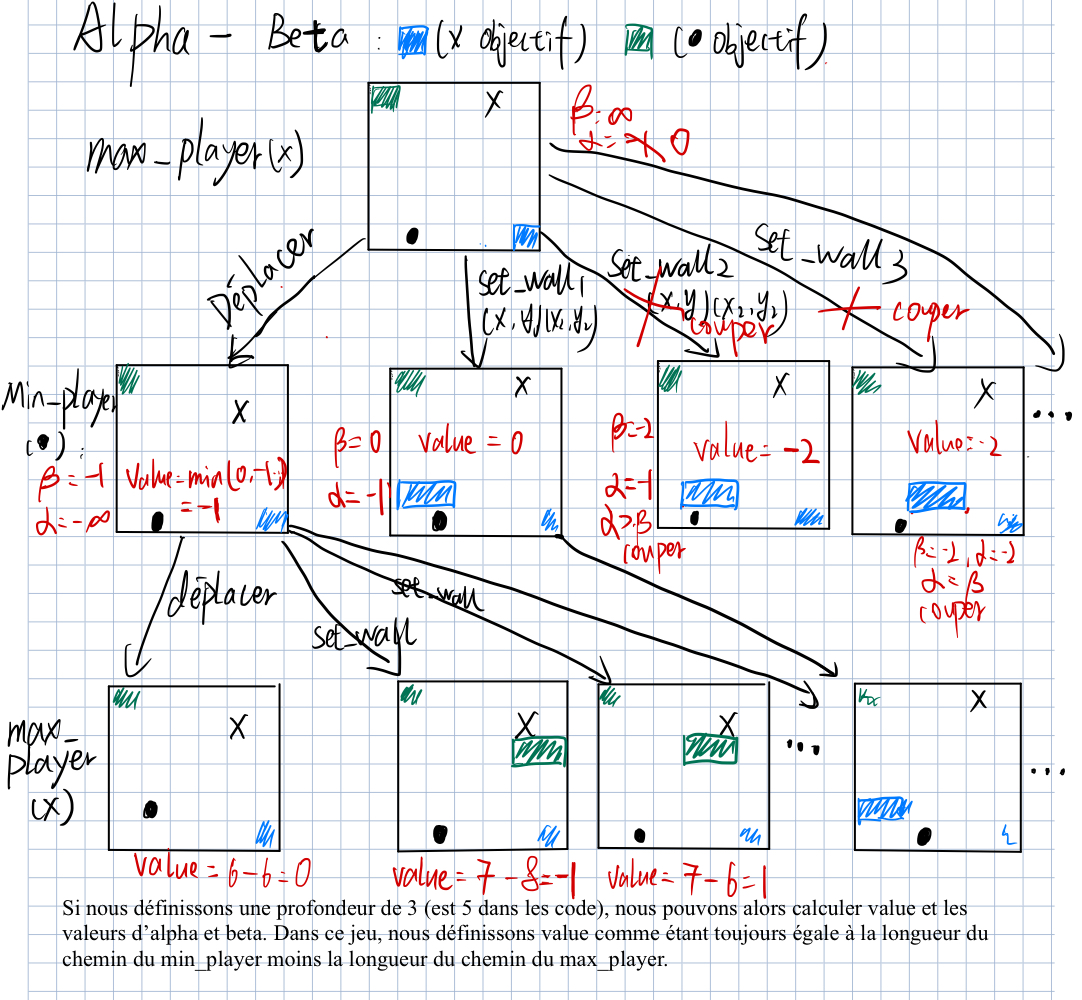 Alpha - Beta : (X objectif) (● objectif)
X
β=∞
α=-∞ 0
max_player(x)
Déplacer
set_wall1
(x,y)(x2,y2)
Set_wall2
(x,y)(x2,y2)
couper
Set_wall3
couper
Min_player
(●) :
β=-1
α=-∞
X
Value=min(0,-1,)
=-1
β=0
α=-1
X
value = 0
β=-2
α=-1
α>β
couper
X
value=-2
X
Value=-2
...
β=-2, α=-2
α=β
couper
déplacer
set_wall
set_wall
max_
player
(X)
X
X
X
...
X
...
value = 6-6=0
value = 7-8=-1
value=7-6=1
Si nous définissons une profondeur de 3 (est 5 dans les code), nous pouvons alors calculer value et les
valeurs d'alpha et beta. Dans ce jeu, nous définissons value comme étant toujours égale à la longueur du
chemin du min_player moins la longueur du chemin du max_player.